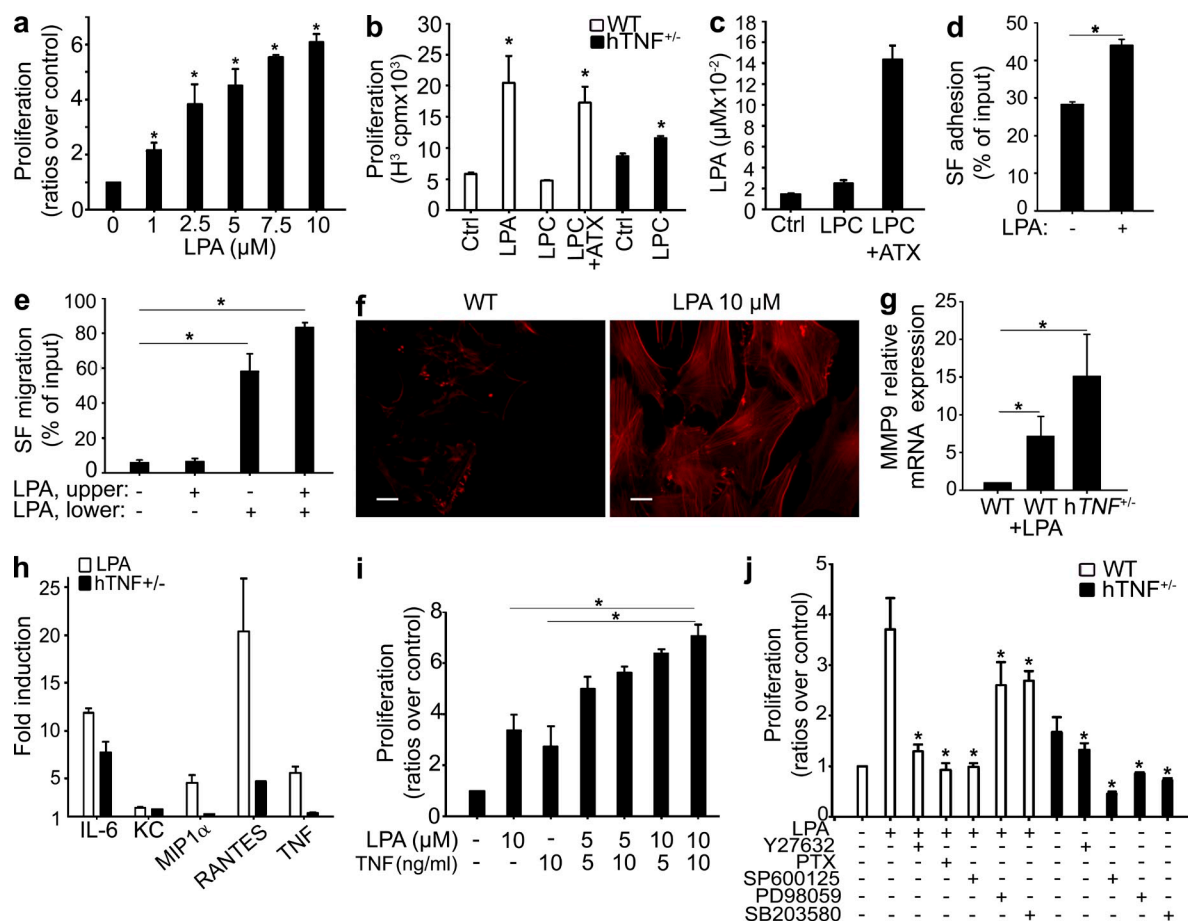 a
Proliferation
(ratios over control)
6
4
2
0
*
*
*
*
*
0 1 2.5 5 7.5 10
LPA (µM)
b
WT
hTNF+/-
Proliferation
(H³ cpmx10³)
30
25
20
15
10
5
0
*
*
*
Ctrl
LPA
LPC
LPC
+ATX
Ctrl
LPC
c
LPA (µMx10⁻²)
16
14
12
10
8
6
4
2
0
Ctrl LPC LPC
+ATX
d
SF adhesion
(% of input)
50
40
30
20
10
0
*
LPA: - +
e
SF migration
(% of input)
100
80
60
40
20
0
*
*
LPA, upper: - + - +
LPA, lower: - - + +
f
WT
LPA 10 µM
g
MMP9 relative
mRNA expression
25
20
15
10
5
0
*
*
WT WT hTNF+/-
+LPA
h
LPA
hTNF+/-
Fold induction
25
20
15
10
5
1
IL-6
KC
MIP1α
RANTES
TNF
i
Proliferation
(ratios over control)
8
6
4
2
0
*
*
LPA (µM) - 10 - 5 5 10 10
TNF (ng/ml) - - 10 5 10 5 10
j
WT
hTNF+/-
Proliferation
(ratios over control)
5
4
3
2
1
0
*
*
*
*
*
*
*
*
*
LPA - + + + + + + - - - - -
Y27632 - - + - - - - - + - - -
PTX - - - + - - - - - - - -
SP600125 - - - - + - - - - + - -
PD98059 - - - - - + - - - - + -
SB203580 - - - - - - + - - - - +